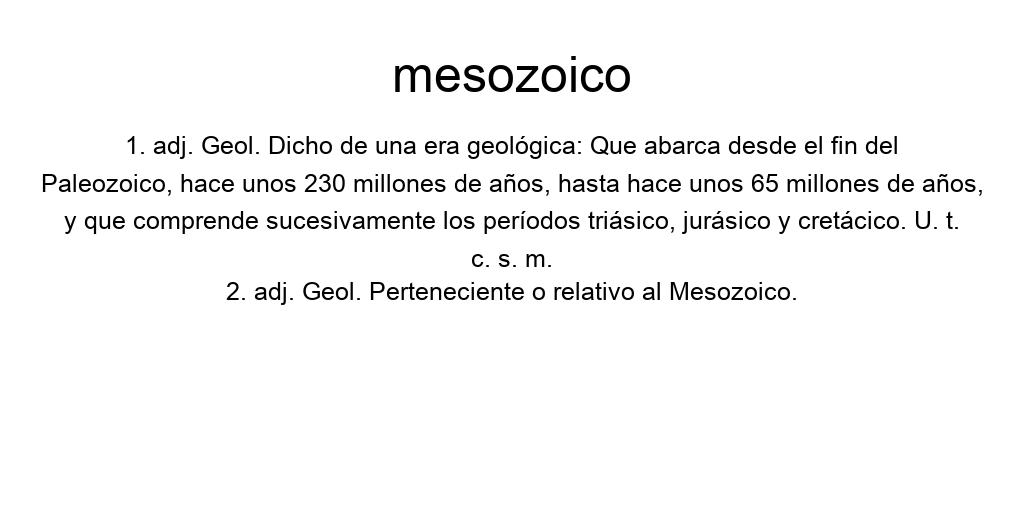 mesozoico
1. adj. Geol. Dicho de una era geológica: Que abarca desde el fin del
Paleozoico, hace unos 230 millones de años, hasta hace unos 65 millones de años,
y que comprende sucesivamente los períodos triásico, jurásico y cretácico. U. t.
c. s. m.
2. adj. Geol. Perteneciente o relativo al Mesozoico.